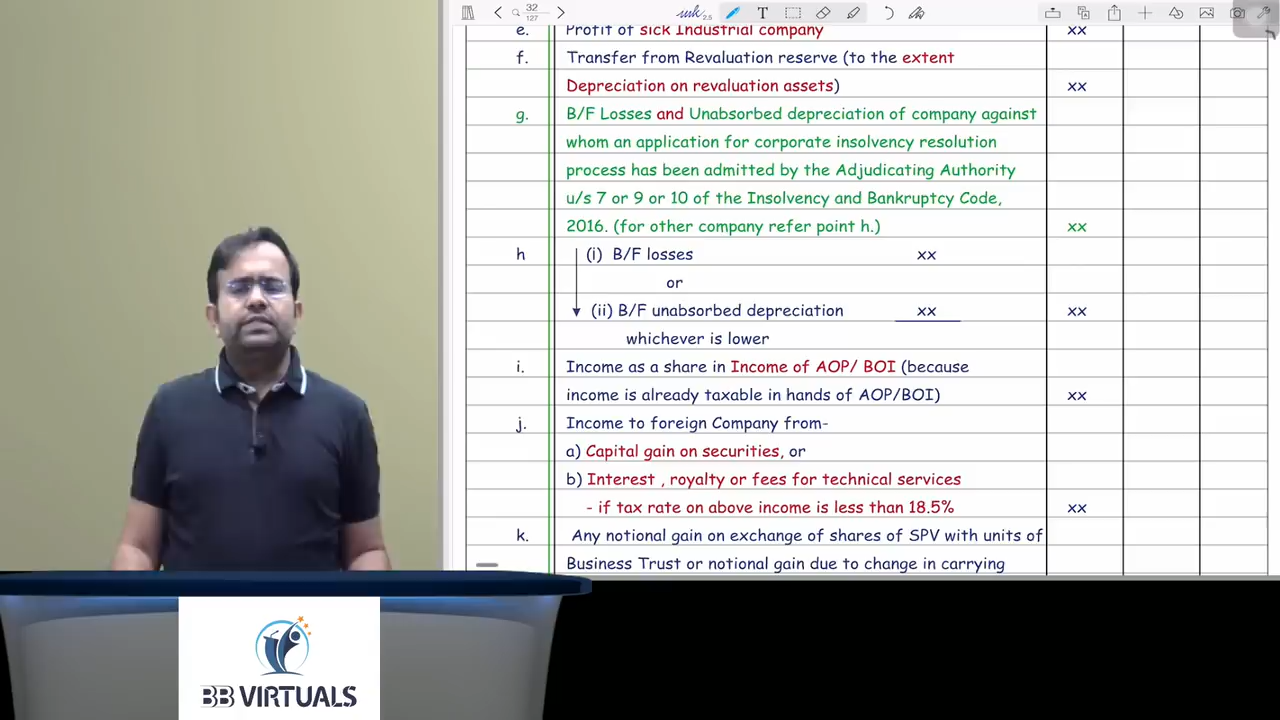 32
127
T
2.5
e. Profit of sick Industrial company xx
f. Transfer from Revaluation reserve (to the extent
Depreciation on revaluation assets) xx
g. B/F Losses and Unabsorbed depreciation of company against
whom an application for corporate insolvency resolution
process has been admitted by the Adjudicating Authority
u/s 7 or 9 or 10 of the Insolvency and Bankruptcy Code,
2016. (for other company refer point h.) xx
h (i) B/F losses xx
or
(ii) B/F unabsorbed depreciation xx xx
whichever is lower
i. Income as a share in Income of AOP/ BOI (because
income is already taxable in hands of AOP/BOI) xx
j. Income to foreign Company from-
a) Capital gain on securities, or
b) Interest , royalty or fees for technical services
- if tax rate on above income is less than 18.5% xx
k. Any notional gain on exchange of shares of SPV with units of
Business Trust or notional gain due to change in carrying
BB VIRTUALS